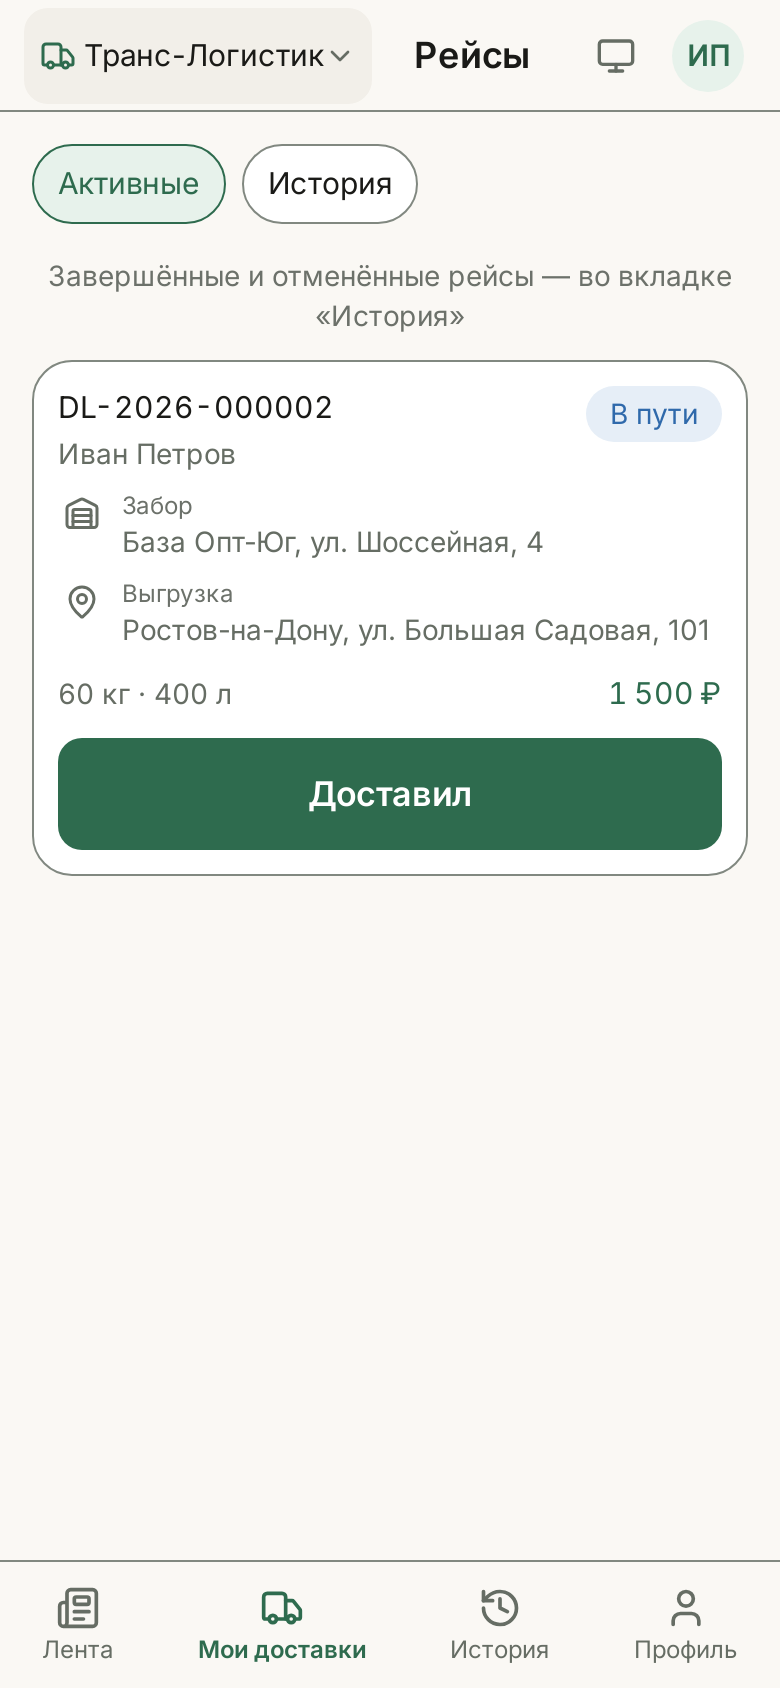 Транс-Логистик
Рейсы
ИП
Активные
История
Завершённые и отменённые рейсы — во вкладке
«История»
DL-2026-000002
В пути
Иван Петров
Забор
База Опт-Юг, ул. Шоссейная, 4
Выгрузка
Ростов-на-Дону, ул. Большая Садовая, 101
60 кг · 400 л
1 500 ₽
Доставил
Лента
Мои доставки
История
Профиль